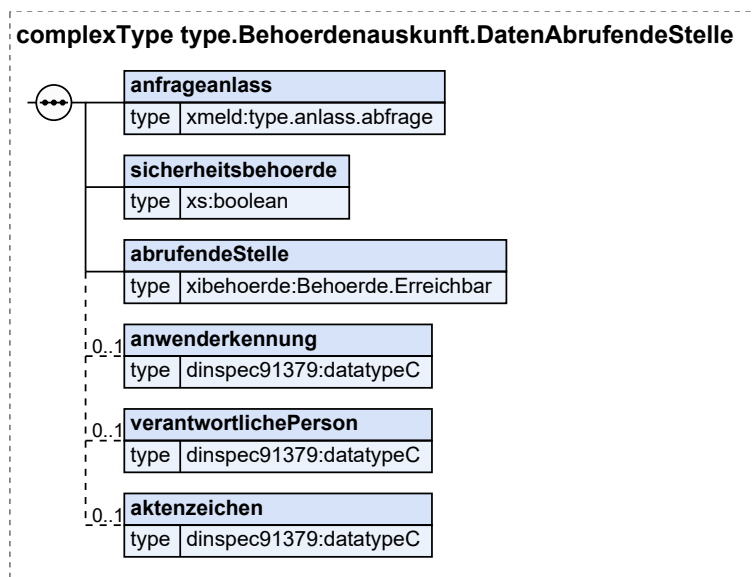 complexType type.Behoerdenauskunft.DatenAbrufendeStelle
anfrageanlass
type xmeld:type.anlass.abfrage
sicherheitsbehoerde
type xs:boolean
abrufendeStelle
type xibehoerde:Behoerde.Erreichbar
anwenderkennung
0..1
type dinspec91379:datatypeC
verantwortlichePerson
0..1
type dinspec91379:datatypeC
aktenzeichen
0..1
type dinspec91379:datatypeC